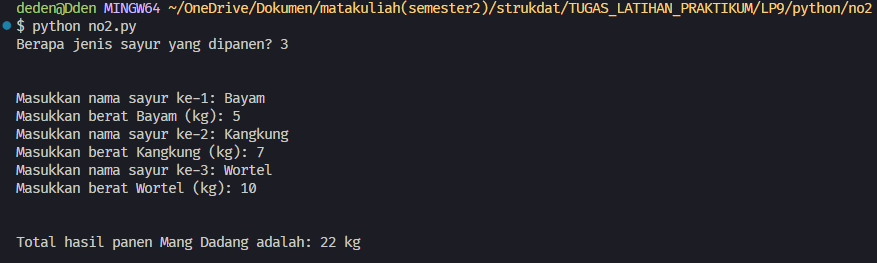 deden@Dden MINGW64 ~/OneDrive/Dokumen/matakuliah(semester2)/strukdat/TUGAS_LATIHAN_PRAKTIKUM/LP9/python/no2
$ python no2.py
Berapa jenis sayur yang dipanen? 3
Masukkan nama sayur ke-1: Bayam
Masukkan berat Bayam (kg): 5
Masukkan nama sayur ke-2: Kangkung
Masukkan berat Kangkung (kg): 7
Masukkan nama sayur ke-3: Wortel
Masukkan berat Wortel (kg): 10
Total hasil panen Mang Dadang adalah: 22 kg